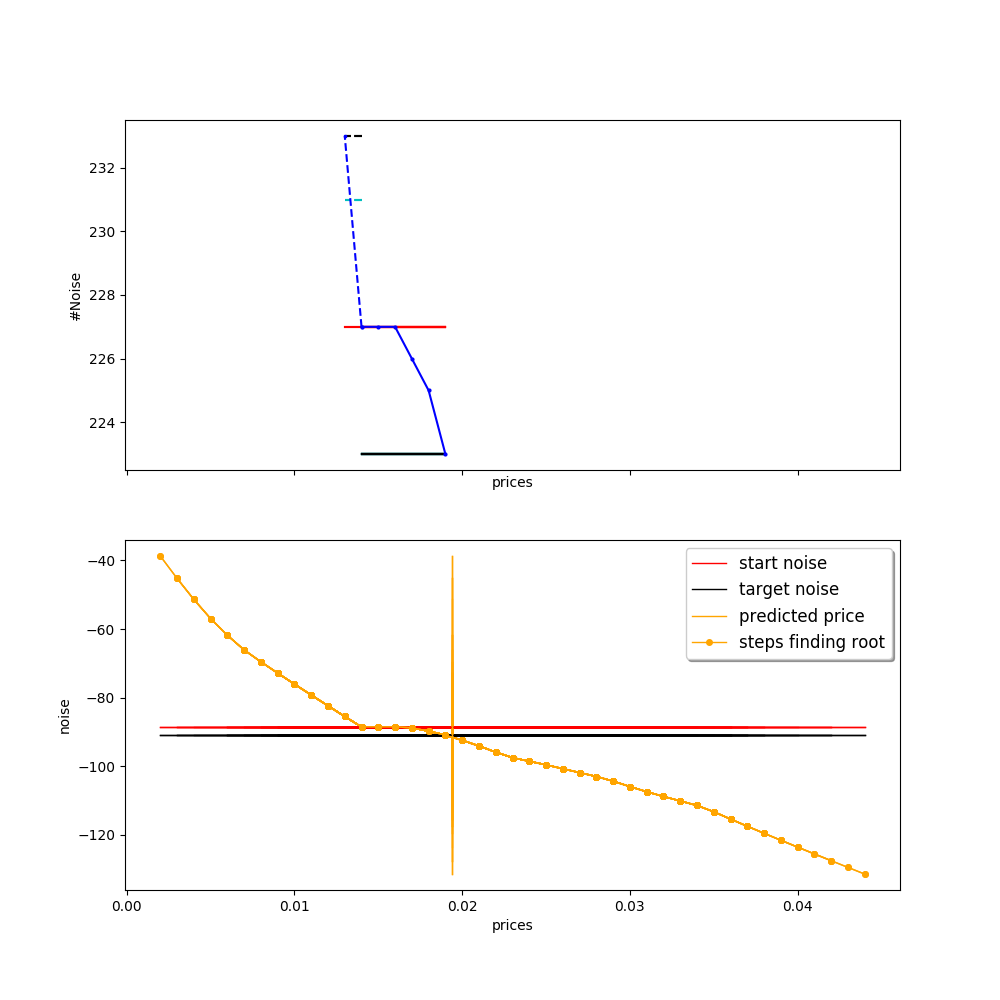 232
230
228
226
224
#Noise
prices
−40
−60
−80
−100
−120
noise
start noise
target noise
predicted price
steps finding root
0.00 0.01 0.02 0.03 0.04
prices